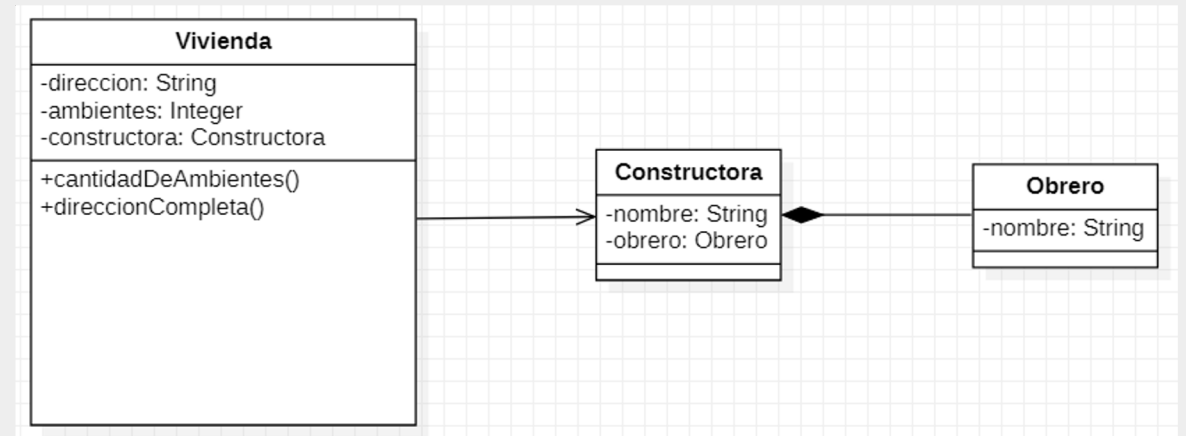 Vivienda
-direccion: String
-ambientes: Integer
-constructora: Constructora
+cantidadDeAmbientes()
+direccionCompleta()
Constructora
-nombre: String
-obrero: Obrero
Obrero
-nombre: String